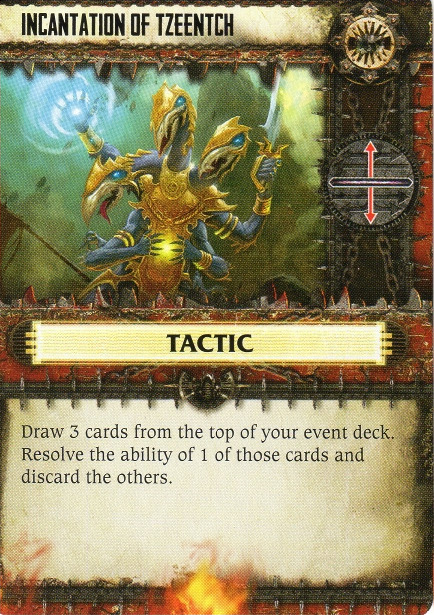 INCANTATION OF TZEENTCH
TACTIC
Draw 3 cards from the top of your event deck.
Resolve the ability of 1 of those cards and
discard the others.